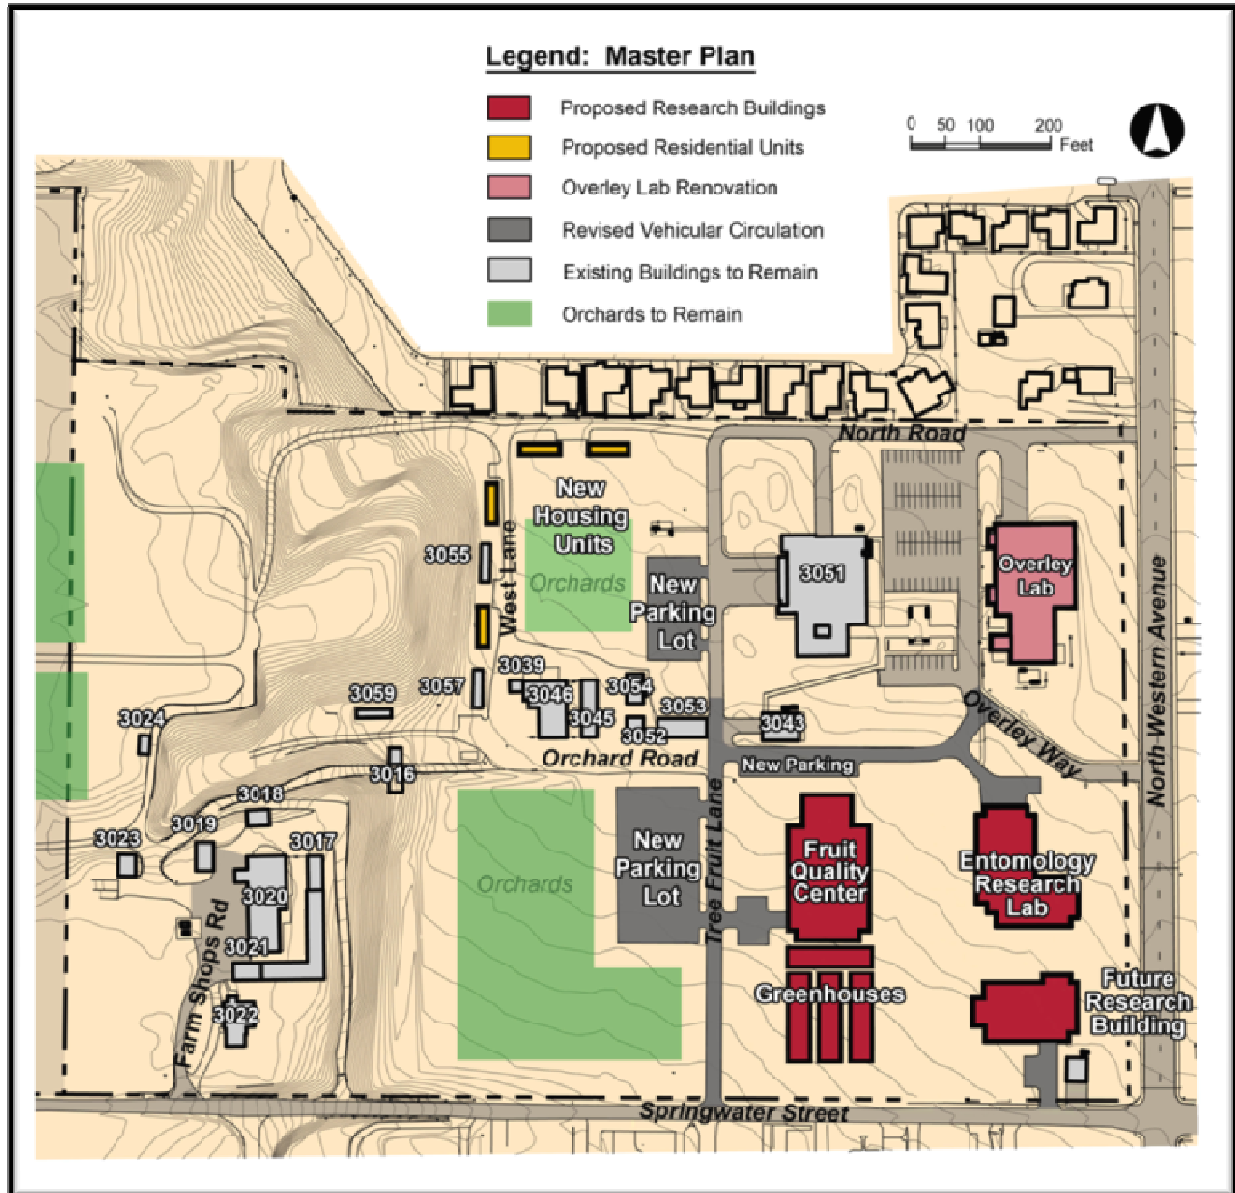 Legend: Master Plan
Proposed Research Buildings
Proposed Residential Units
Overley Lab Renovation
Revised Vehicular Circulation
Existing Buildings to Remain
Orchards to Remain
0 50 100 200
Feet
North Road
New
Housing
Units
Orchards
West Lane
3055
3051
Overley
Lab
New
Parking
Lot
North Western Avenue
3039
3057
3046
3054
3059
3045
3053
3052
3043
3024
Overley Way
Orchard Road
New Parking
3016
3018
3019
3017
3023
Tree Fruit Lane
New
Parking
Lot
Fruit
Quality
Center
Entomology
Research
Lab
Orchards
3020
3021
Farm Shops Rd
3022
Greenhouses
Future
Research
Building
Springwater Street